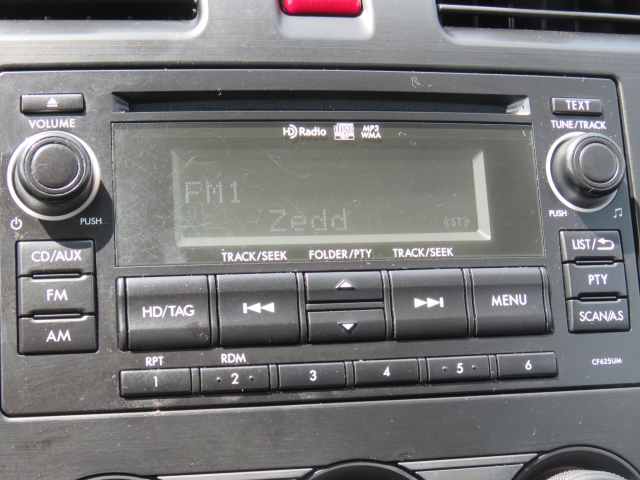 TEXT
VOLUME
HD Radio
MP3
WMA
TUNE/TRACK
FM1
Zedd
((ST))
PUSH
PUSH
TRACK/SEEK FOLDER/PTY TRACK/SEEK
CD/AUX
LIST/
FM
HD/TAG
MENU
PTY
AM
SCAN/A.S
RPT RDM
1 2 3 4 5 6
CF625UM